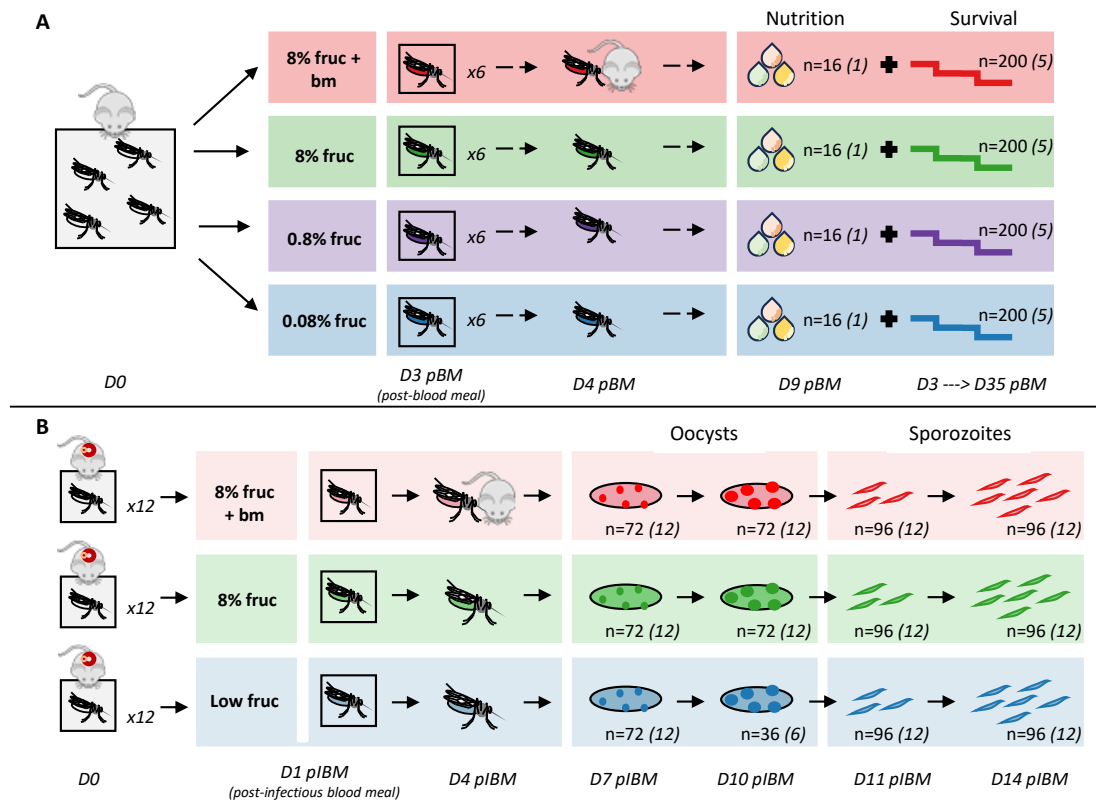 A
Nutrition
Survival
8% fruc +
bm
x6
n=16 (1)
n=200 (5)
8% fruc
x6
n=16 (1)
n=200 (5)
0.8% fruc
x6
n=16 (1)
n=200 (5)
0.08% fruc
x6
n=16 (1)
n=200 (5)
D0
D3 pBM
(post-blood meal)
D4 pBM
D9 pBM
D3 ---> D35 pBM
B
Oocysts
Sporozoites
x12
8% fruc
+ bm
n=72 (12)
n=72 (12)
n=96 (12)
n=96 (12)
x12
8% fruc
n=72 (12)
n=72 (12)
n=96 (12)
n=96 (12)
x12
Low fruc
n=72 (12)
n=36 (6)
n=96 (12)
n=96 (12)
D0
D1 pIBM
(post-infectious blood meal)
D4 pIBM
D7 pIBM
D10 pIBM
D11 pIBM
D14 pIBM